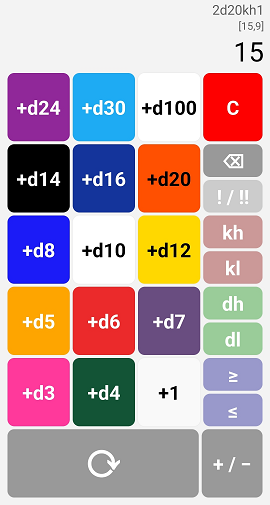 2d20kh1
[15,9]
15
+d24 +d30 +d100 C
+d14 +d16 +d20 ! / !!
+d8 +d10 +d12 kh
kl
+d5 +d6 +d7 dh
dl
+d3 +d4 +1 ≥
≤
+ / −